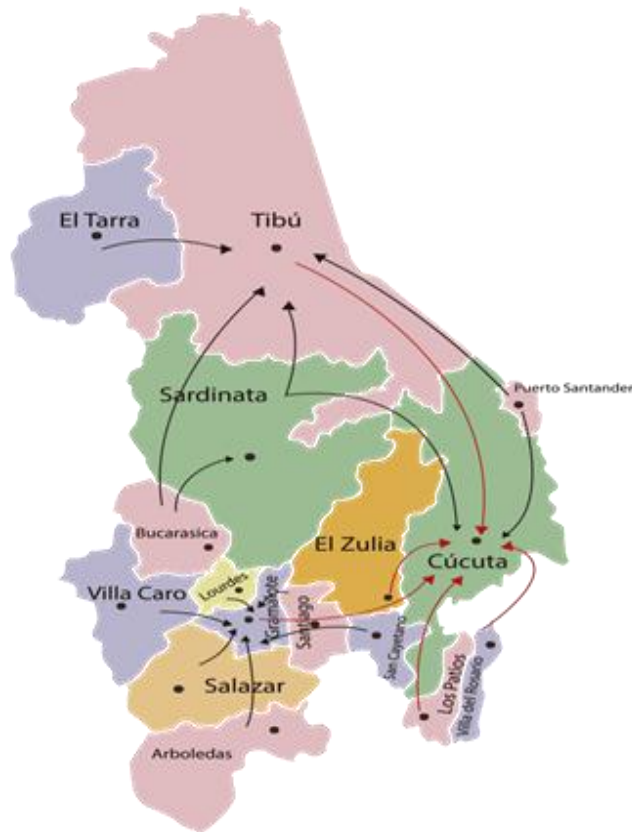 El Tarra
Tibú
Puerto Santander
Sardinata
Bucarasica
El Zulia
Cúcuta
Villa Caro
Lourdes
Gramalote
Santiago
San Cayetano
Los Patios
Villa del Rosario
Salazar
Arboledas